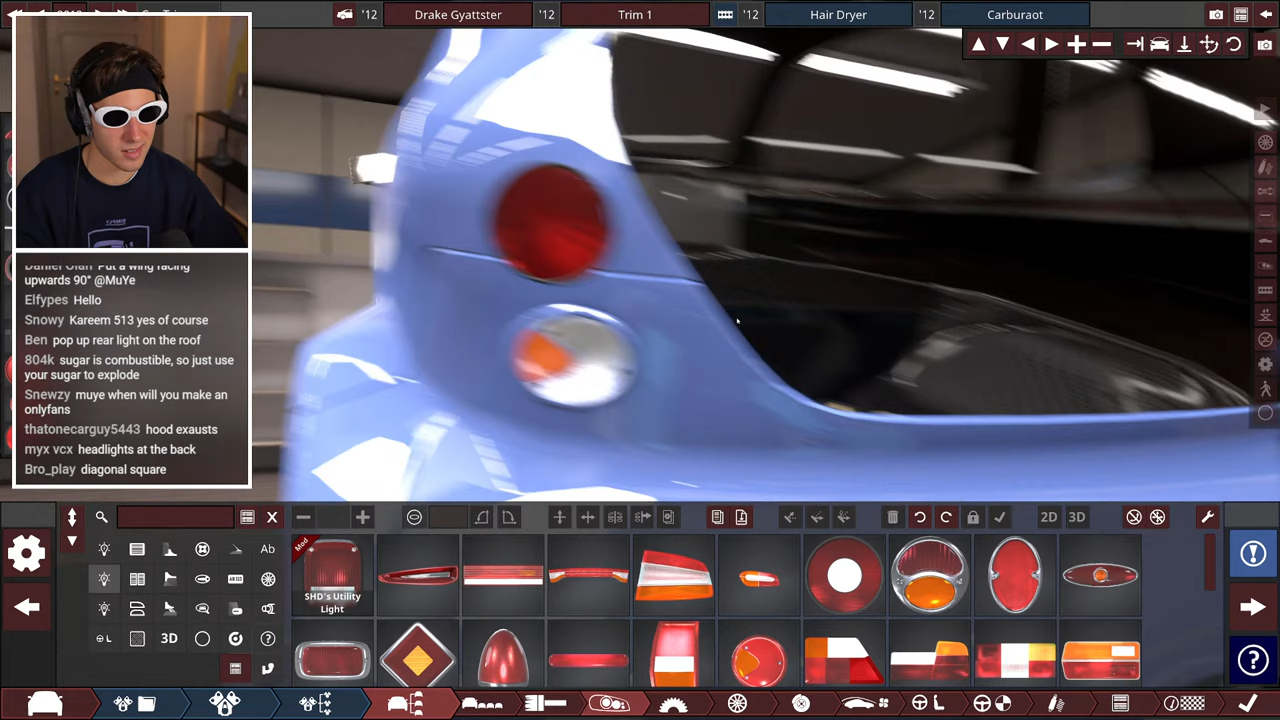 '12
Drake Gyattster
'12
Trim 1
'12
Hair Dryer
'12
Carburaot
upwards 90° @MuYe
Elfypes Hello
Snowy Kareem 513 yes of course
Ben pop up rear light on the roof
804k sugar is combustible, so just use
your sugar to explode
Snewzy muye when will you make an
onlyfans
thatonecarguy5443 hood exausts
myx vcx headlights at the back
Bro_play diagonal square
2D
3D
Ab
L
3D
Mod
SHD's Utility
Light